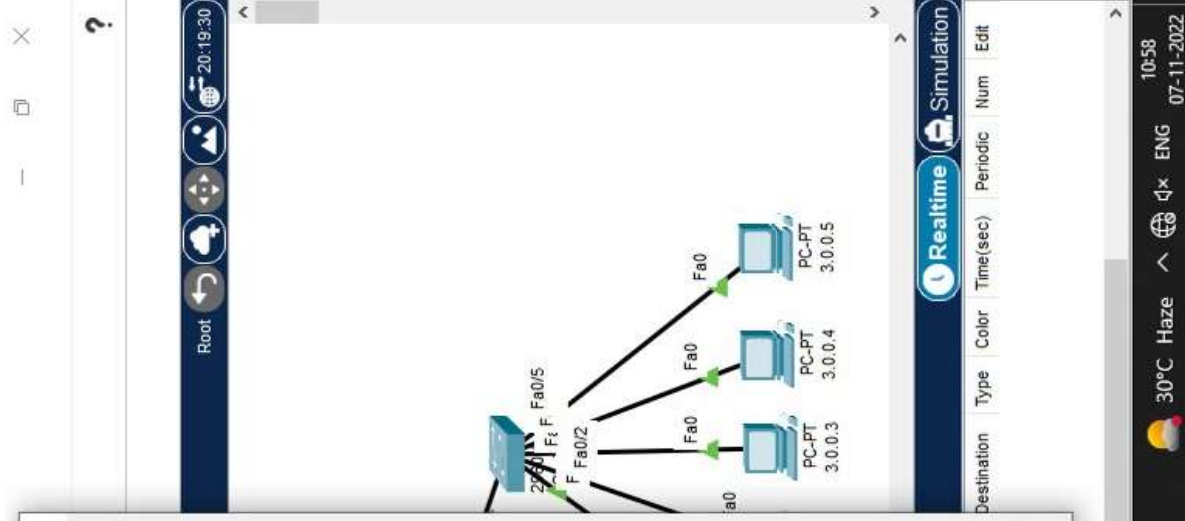 ?
Root 20:19:30
Fa0/5
F
Fa
Fa0/2
F
Fa0
Fa0
Fa0
a0
PC-PT
3.0.0.3
PC-PT
3.0.0.4
PC-PT
3.0.0.5
Realtime Simulation
Destination Type Color Time(sec) Periodic Num Edit
30°C Haze ENG 10:58
07-11-2022